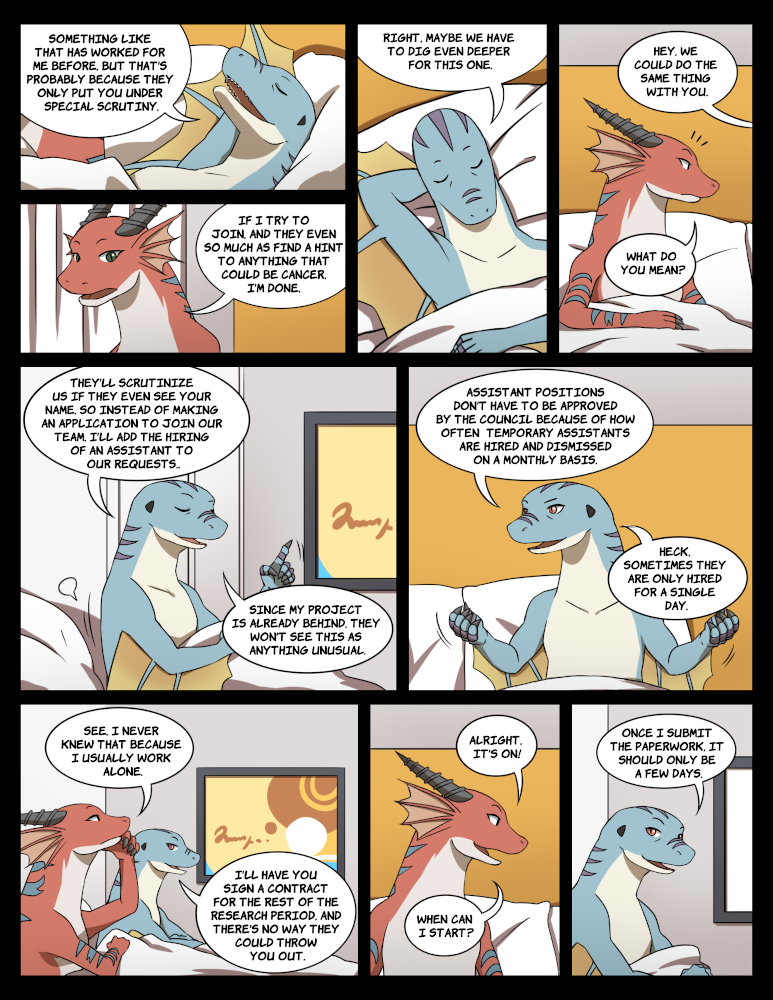 SOMETHING LIKE
THAT HAS WORKED FOR
ME BEFORE, BUT THAT'S
PROBABLY BECAUSE THEY
ONLY PUT YOU UNDER
SPECIAL SCRUTINY.
IF I TRY TO
JOIN, AND THEY EVEN
SO MUCH AS FIND A HINT
TO ANYTHING THAT
COULD BE CANCER,
I'M DONE.
RIGHT, MAYBE WE HAVE
TO DIG EVEN DEEPER
FOR THIS ONE.
HEY, WE
COULD DO THE
SAME THING
WITH YOU.
WHAT DO
YOU MEAN?
THEY'LL SCRUTINIZE
US IF THEY EVEN SEE YOUR
NAME, SO INSTEAD OF MAKING
AN APPLICATION TO JOIN OUR
TEAM, I'LL ADD THE HIRING
OF AN ASSISTANT TO
OUR REQUESTS..
SINCE MY PROJECT
IS ALREADY BEHIND, THEY
WON'T SEE THIS AS
ANYTHING UNUSUAL.
ASSISTANT POSITIONS
DON'T HAVE TO BE APPROVED
BY THE COUNCIL BECAUSE OF HOW
OFTEN TEMPORARY ASSISTANTS
ARE HIRED AND DISMISSED
ON A MONTHLY BASIS.
HECK,
SOMETIMES THEY
ARE ONLY HIRED
FOR A SINGLE
DAY.
SEE, I NEVER
KNEW THAT BECAUSE
I USUALLY WORK
ALONE.
I'LL HAVE YOU
SIGN A CONTRACT
FOR THE REST OF THE
RESEARCH PERIOD, AND
THERE'S NO WAY THEY
COULD THROW
YOU OUT.
ALRIGHT,
IT'S ON!
WHEN CAN
I START?
ONCE I SUBMIT
THE PAPERWORK, IT
SHOULD ONLY BE
A FEW DAYS.